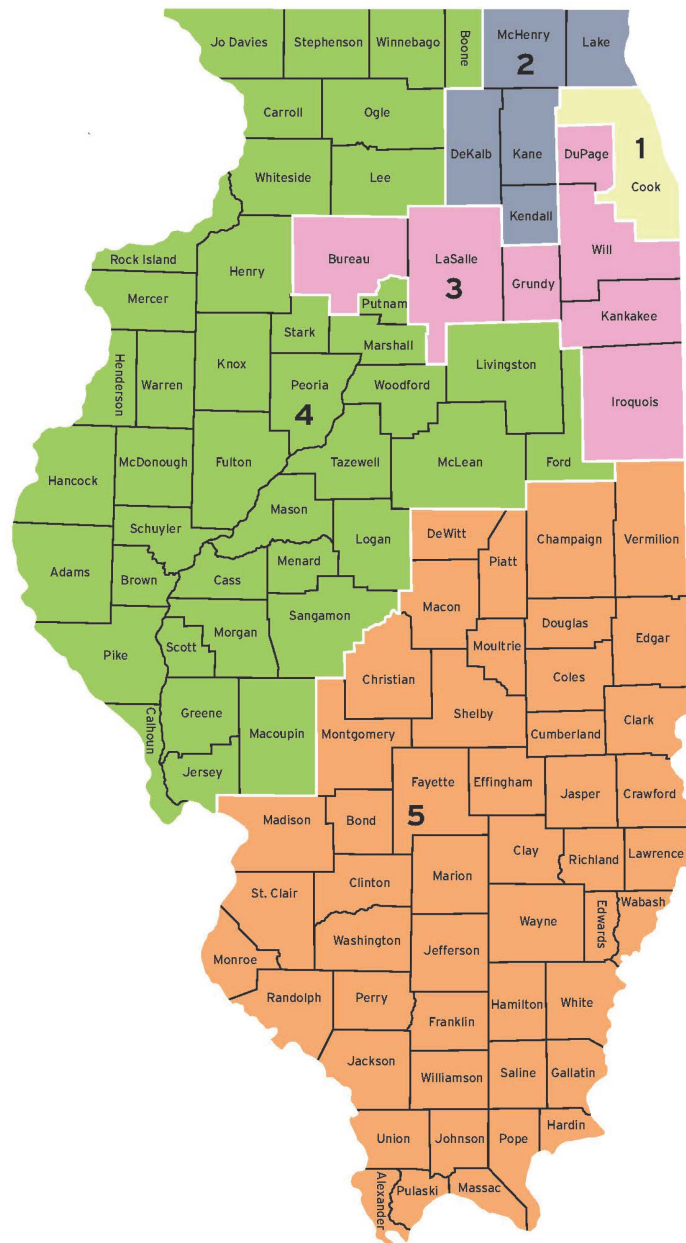 Jo Davies
Stephenson
Winnebago
Boone
McHenry
Lake
2
Carroll
Ogle
DeKalb
Kane
DuPage
1
Cook
Whiteside
Lee
Kendall
Rock Island
Henry
Bureau
LaSalle
3
Grundy
Will
Mercer
Putnam
Kankakee
Henderson
Warren
Knox
Stark
Marshall
Peoria
4
Woodford
Livingston
Iroquois
Hancock
McDonough
Fulton
Tazewell
McLean
Ford
Mason
Schuyler
Logan
DeWitt
Piatt
Champaign
Vermilion
Adams
Brown
Cass
Menard
Macon
Sangamon
Douglas
Edgar
Pike
Scott
Morgan
Moultrie
Christian
Coles
Shelby
Calhoun
Greene
Macoupin
Montgomery
Cumberland
Clark
Jersey
Fayette
5
Effingham
Jasper
Crawford
Madison
Bond
Clay
Richland
Lawrence
St. Clair
Clinton
Marion
Wabash
Wayne
Edwards
Washington
Jefferson
Monroe
Randolph
Perry
Franklin
Hamilton
White
Jackson
Williamson
Saline
Gallatin
Union
Johnson
Pope
Hardin
Alexander
Pulaski
Massac